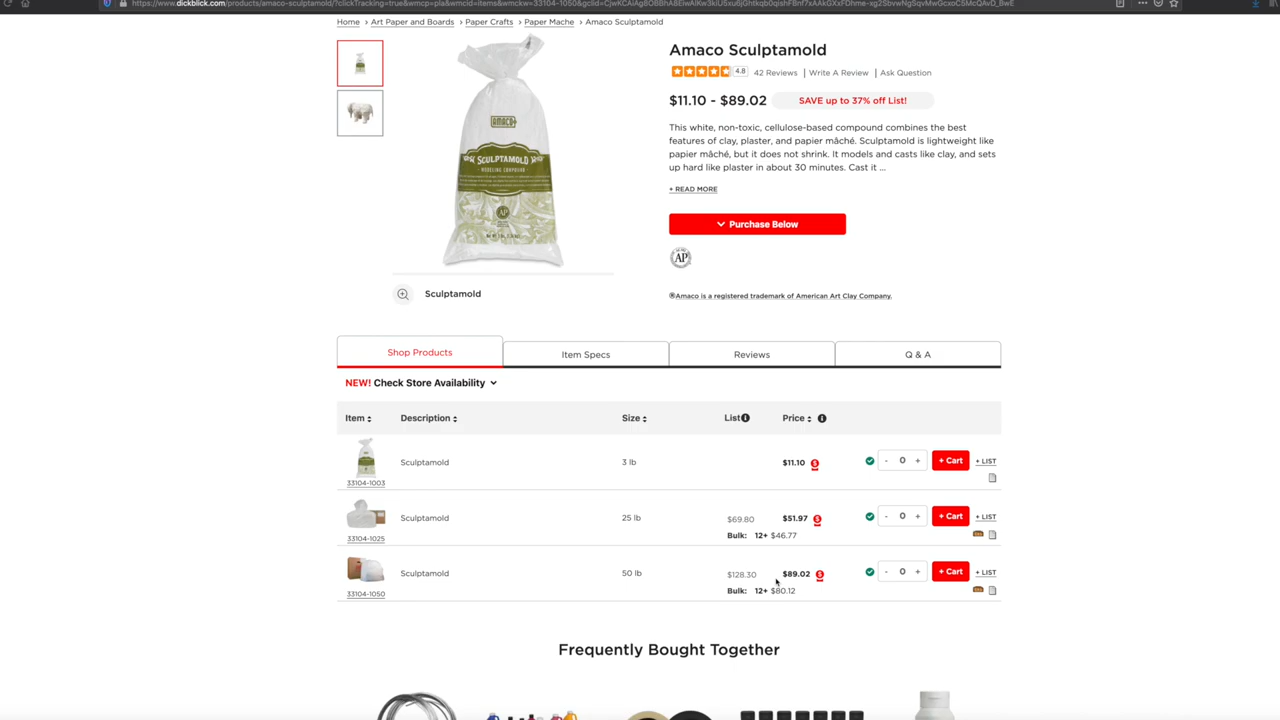 www.dickblick.com/products/amaco-sculptamold/?clickTracking=true&wmcp=pla&wmcid=items&wmckw=33104-1050&gclid=
Home > Art Paper and Boards > Paper Crafts > Paper Mache > Amaco Sculptamold
Amaco Sculptamold
4.8 42 Reviews | Write A Review | Ask Question
$11.10 - $89.02 SAVE up to 37% off List!
This white, non-toxic, cellulose-based compound combines the best
features of clay, plaster, and papier mâché. Sculptamold is lightweight like
papier mâché, but it does not shrink. It models and casts like clay, and sets
up hard like plaster in about 30 minutes. Cast it ...
+ READ MORE
Purchase Below
AP
®Amaco is a registered trademark of American Art Clay Company.
AMACO
SCULPTAMOLD
MODELING COMPOUND
AP
Sculptamold
Shop Products Item Specs Reviews Q & A
NEW! Check Store Availability
Item Description Size List Price
Sculptamold 3 lb $11.10 - 0 + + Cart + LIST
33104-1003
Sculptamold 25 lb $69.80 $51.97 - 0 + + Cart + LIST
33104-1025 Bulk: 12+ $46.77
Sculptamold 50 lb $128.30 $89.02 - 0 + + Cart + LIST
33104-1050 Bulk: 12+ $80.12
Frequently Bought Together